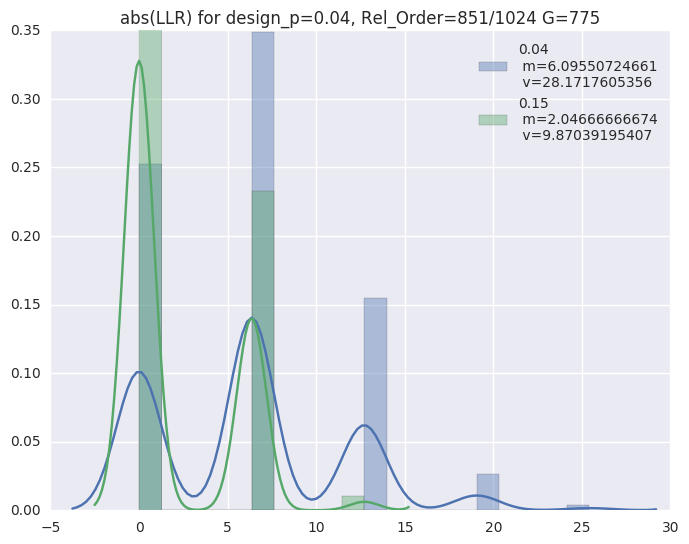 abs(LLR) for design_p=0.04, Rel_Order=851/1024 G=775
0.04
m=6.09550724661
v=28.1717605356
0.15
m=2.04666666674
v=9.87039195407
0.35
0.30
0.25
0.20
0.15
0.10
0.05
0.00
−5 0 5 10 15 20 25 30